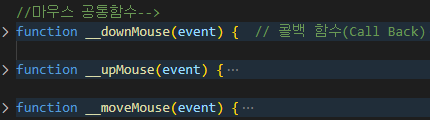 //마우스 공통함수-->
function __downMouse(event) {  // 콜백 함수(Call Back)
function __upMouse(event) {…
function __moveMouse(event) {…